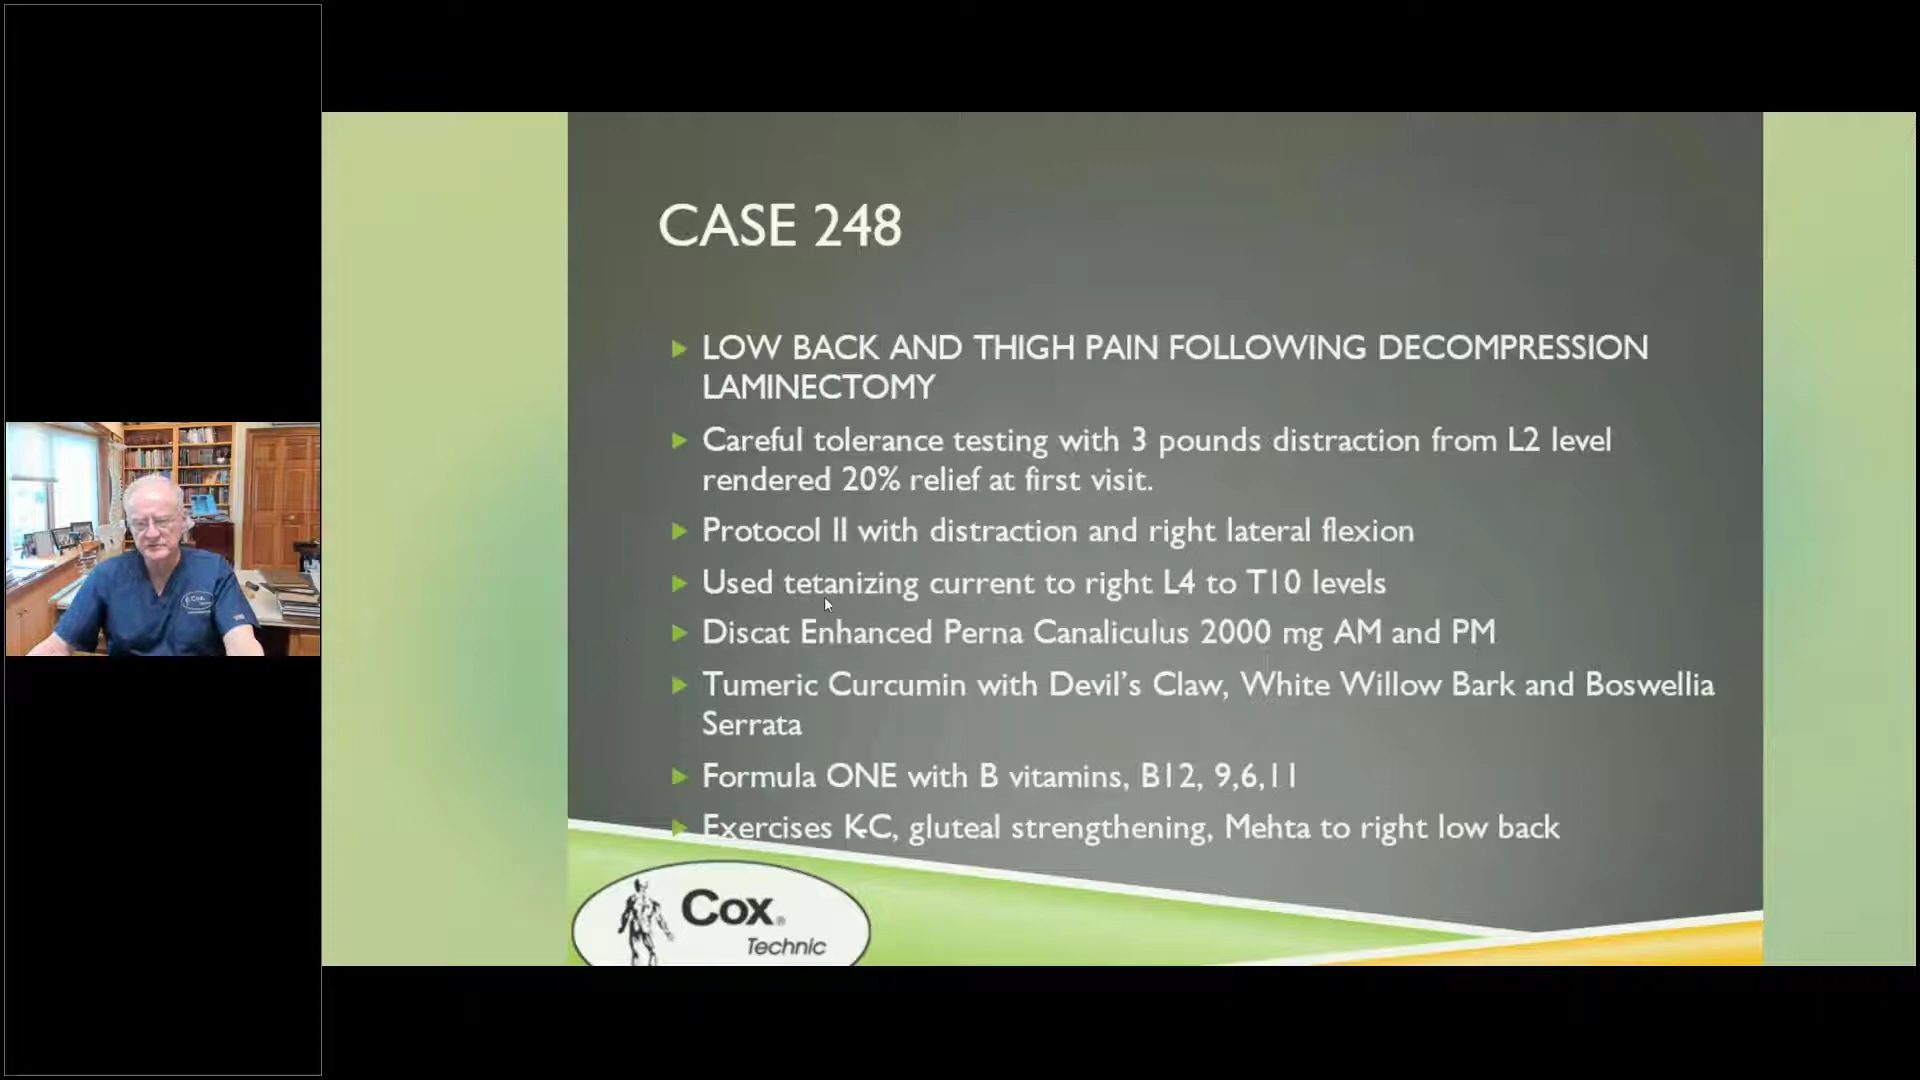 CASE 248
LOW BACK AND THIGH PAIN FOLLOWING DECOMPRESSION
LAMINECTOMY
Careful tolerance testing with 3 pounds distraction from L2 level
rendered 20% relief at first visit.
Protocol II with distraction and right lateral flexion
Used tetanizing current to right L4 to T10 levels
Discat Enhanced Perna Canaliculus 2000 mg AM and PM
Tumeric Curcumin with Devil's Claw, White Willow Bark and Boswellia
Serrata
Formula ONE with B vitamins, B12, 9,6,11
Exercises K-C, gluteal strengthening, Mehta to right low back
Cox®
Technic
Cox